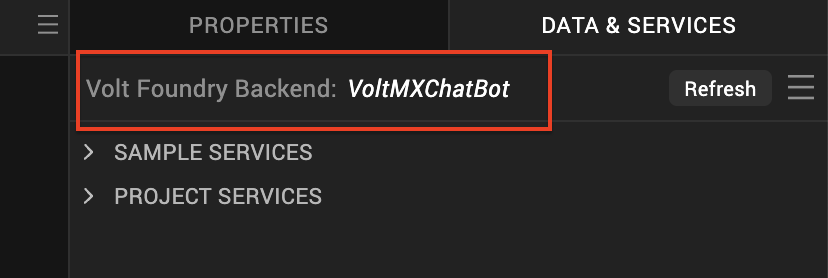 PROPERTIES
DATA & SERVICES
Volt Foundry Backend: VoltMXChatBot
Refresh
SAMPLE SERVICES
PROJECT SERVICES